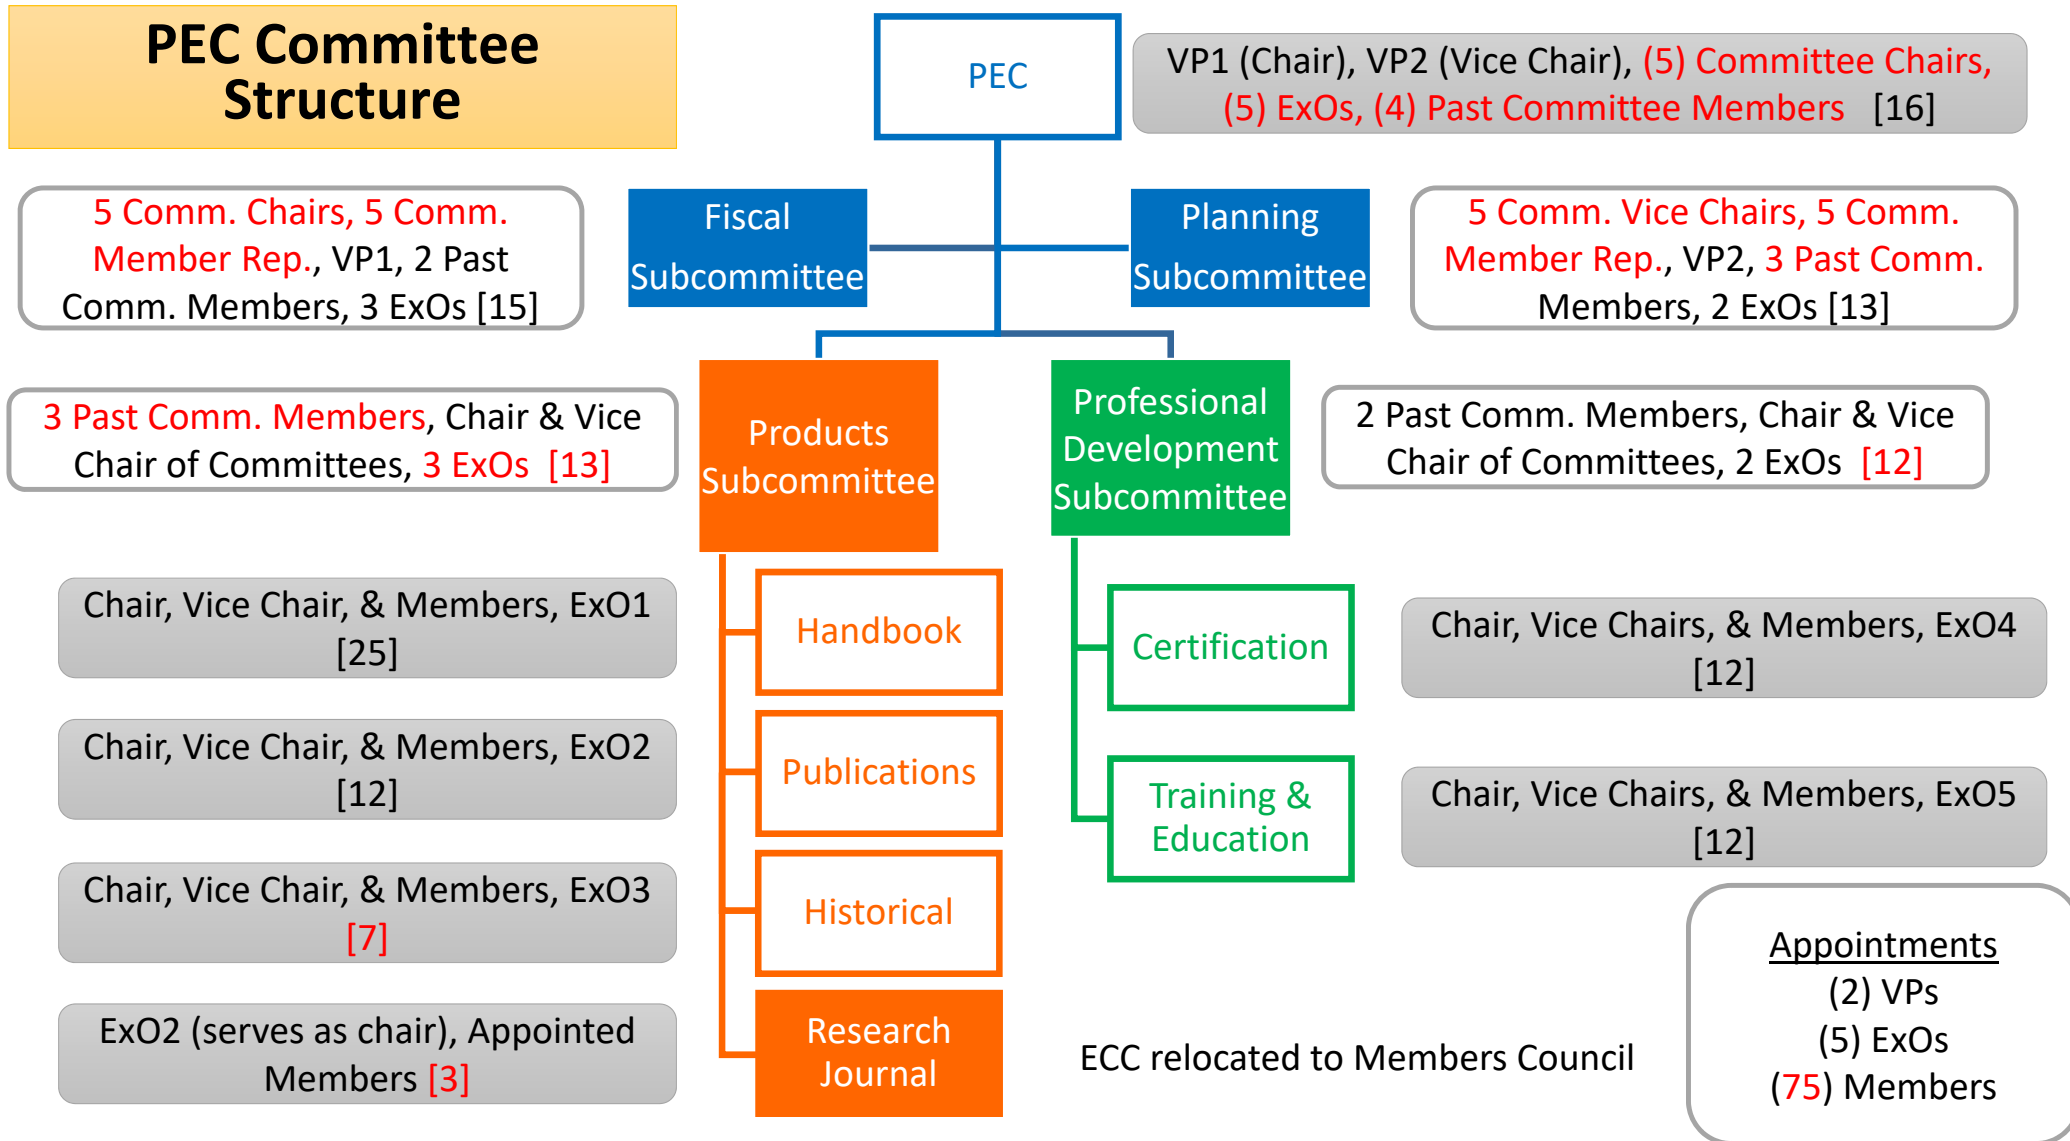 PEC Committee
Structure
PEC
VP1 (Chair), VP2 (Vice Chair), (5) Committee Chairs,
(5) ExOs, (4) Past Committee Members [16]
5 Comm. Chairs, 5 Comm.
Member Rep., VP1, 2 Past
Comm. Members, 3 ExOs [15]
Fiscal
Subcommittee
Planning
Subcommittee
5 Comm. Vice Chairs, 5 Comm.
Member Rep., VP2, 3 Past Comm.
Members, 2 ExOs [13]
3 Past Comm. Members, Chair & Vice
Chair of Committees, 3 ExOs [13]
Products
Subcommittee
Professional
Development
Subcommittee
2 Past Comm. Members, Chair & Vice
Chair of Committees, 2 ExOs [12]
Chair, Vice Chair, & Members, ExO1
[25]
Handbook
Certification
Chair, Vice Chairs, & Members, ExO4
[12]
Chair, Vice Chair, & Members, ExO2
[12]
Publications
Training &
Education
Chair, Vice Chairs, & Members, ExO5
[12]
Chair, Vice Chair, & Members, ExO3
[7]
Historical
ExO2 (serves as chair), Appointed
Members [3]
Research
Journal
ECC relocated to Members Council
Appointments
(2) VPs
(5) ExOs
(75) Members